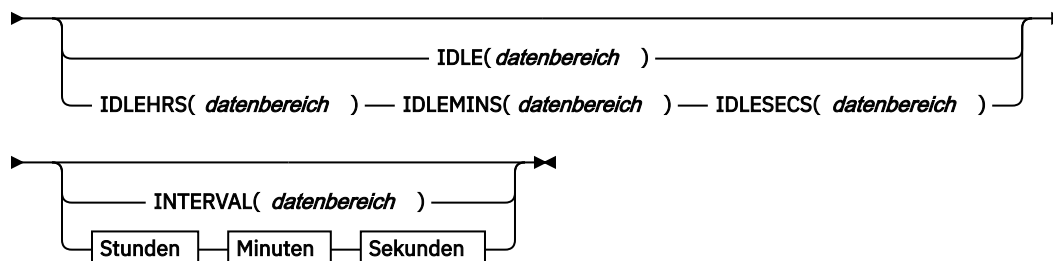 IDLE( datenbereich )
IDLEHRS( datenbereich ) IDLEMINS( datenbereich ) IDLESECS( datenbereich )
INTERVAL( datenbereich )
Stunden Minuten Sekunden